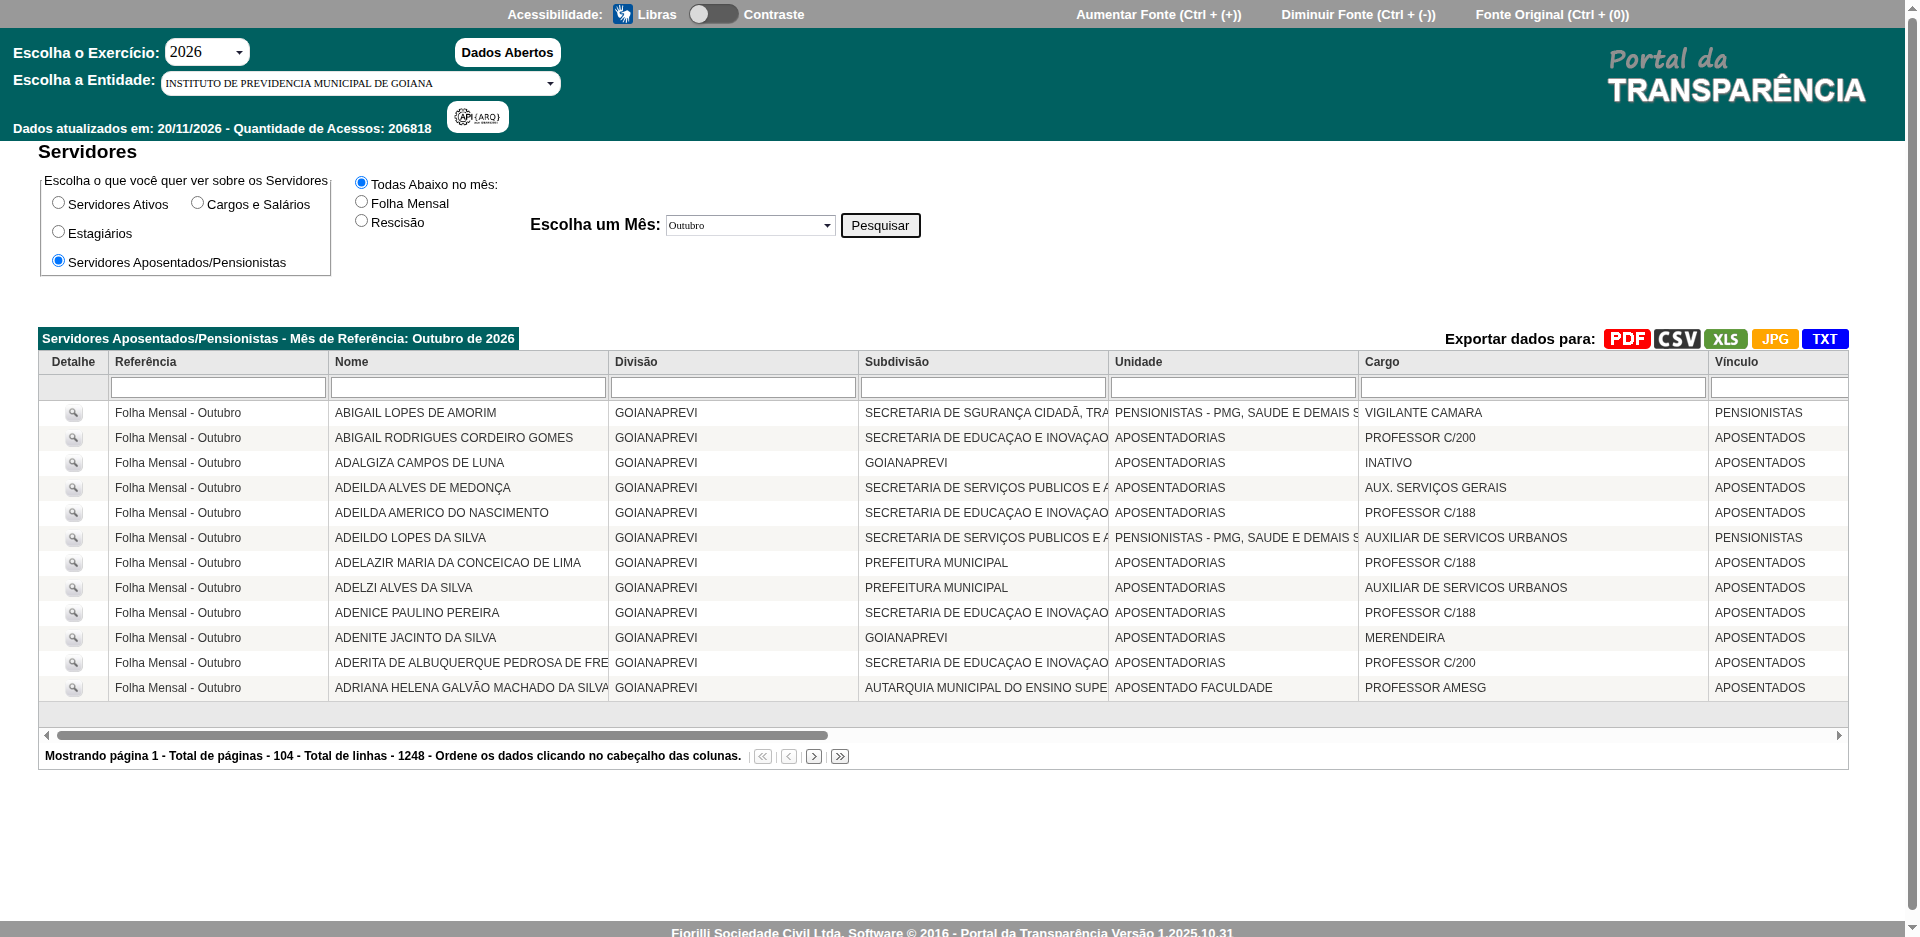 Acessibilidade: Libras Contraste Aumentar Fonte (Ctrl + (+)) Diminuir Fonte (Ctrl + (-)) Fonte Original (Ctrl + (0))
Escolha o Exercício: 2026 Dados Abertos
Escolha a Entidade: INSTITUTO DE PREVIDENCIA MUNICIPAL DE GOIANA
Portal da
TRANSPARÊNCIA
API {ARQ}
Dados atualizados em: 20/11/2026 - Quantidade de Acessos: 206818
Servidores
Escolha o que você quer ver sobre os Servidores
Servidores Ativos Cargos e Salários
Estagiários
Servidores Aposentados/Pensionistas
Todas Abaixo no mês:
Folha Mensal
Rescisão
Escolha um Mês: Outubro Pesquisar
Servidores Aposentados/Pensionistas - Mês de Referência: Outubro de 2026 Exportar dados para: PDF CSV XLS JPG TXT
Detalhe Referência Nome Divisão Subdivisão Unidade Cargo Vínculo
Folha Mensal - Outubro ABIGAIL LOPES DE AMORIM GOIANAPREVI SECRETARIA DE SGURANÇA CIDADÃ, TRA PENSIONISTAS - PMG, SAUDE E DEMAIS S VIGILANTE CAMARA PENSIONISTAS
Folha Mensal - Outubro ABIGAIL RODRIGUES CORDEIRO GOMES GOIANAPREVI SECRETARIA DE EDUCAÇAO E INOVAÇAO APOSENTADORIAS PROFESSOR C/200 APOSENTADOS
Folha Mensal - Outubro ADALGIZA CAMPOS DE LUNA GOIANAPREVI GOIANAPREVI APOSENTADORIAS INATIVO APOSENTADOS
Folha Mensal - Outubro ADEILDA ALVES DE MEDONÇA GOIANAPREVI SECRETARIA DE SERVIÇOS PUBLICOS E A APOSENTADORIAS AUX. SERVIÇOS GERAIS APOSENTADOS
Folha Mensal - Outubro ADEILDA AMERICO DO NASCIMENTO GOIANAPREVI SECRETARIA DE EDUCAÇAO E INOVAÇAO APOSENTADORIAS PROFESSOR C/188 APOSENTADOS
Folha Mensal - Outubro ADEILDO LOPES DA SILVA GOIANAPREVI SECRETARIA DE SERVIÇOS PUBLICOS E A PENSIONISTAS - PMG, SAUDE E DEMAIS S AUXILIAR DE SERVICOS URBANOS PENSIONISTAS
Folha Mensal - Outubro ADELAZIR MARIA DA CONCEICAO DE LIMA GOIANAPREVI PREFEITURA MUNICIPAL APOSENTADORIAS PROFESSOR C/188 APOSENTADOS
Folha Mensal - Outubro ADELZI ALVES DA SILVA GOIANAPREVI PREFEITURA MUNICIPAL APOSENTADORIAS AUXILIAR DE SERVICOS URBANOS APOSENTADOS
Folha Mensal - Outubro ADENICE PAULINO PEREIRA GOIANAPREVI SECRETARIA DE EDUCAÇAO E INOVAÇAO APOSENTADORIAS PROFESSOR C/188 APOSENTADOS
Folha Mensal - Outubro ADENITE JACINTO DA SILVA GOIANAPREVI GOIANAPREVI APOSENTADORIAS MERENDEIRA APOSENTADOS
Folha Mensal - Outubro ADERITA DE ALBUQUERQUE PEDROSA DE FRE GOIANAPREVI SECRETARIA DE EDUCAÇAO E INOVAÇAO APOSENTADORIAS PROFESSOR C/200 APOSENTADOS
Folha Mensal - Outubro ADRIANA HELENA GALVÃO MACHADO DA SILVA GOIANAPREVI AUTARQUIA MUNICIPAL DO ENSINO SUPE APOSENTADO FACULDADE PROFESSOR AMESG APOSENTADOS
Mostrando página 1 - Total de páginas - 104 - Total de linhas - 1248 - Ordene os dados clicando no cabeçalho das colunas.
Fiorilli Sociedade Civil Ltda. Software © 2016 - Portal da Transparência Versão 1.2025.10.31